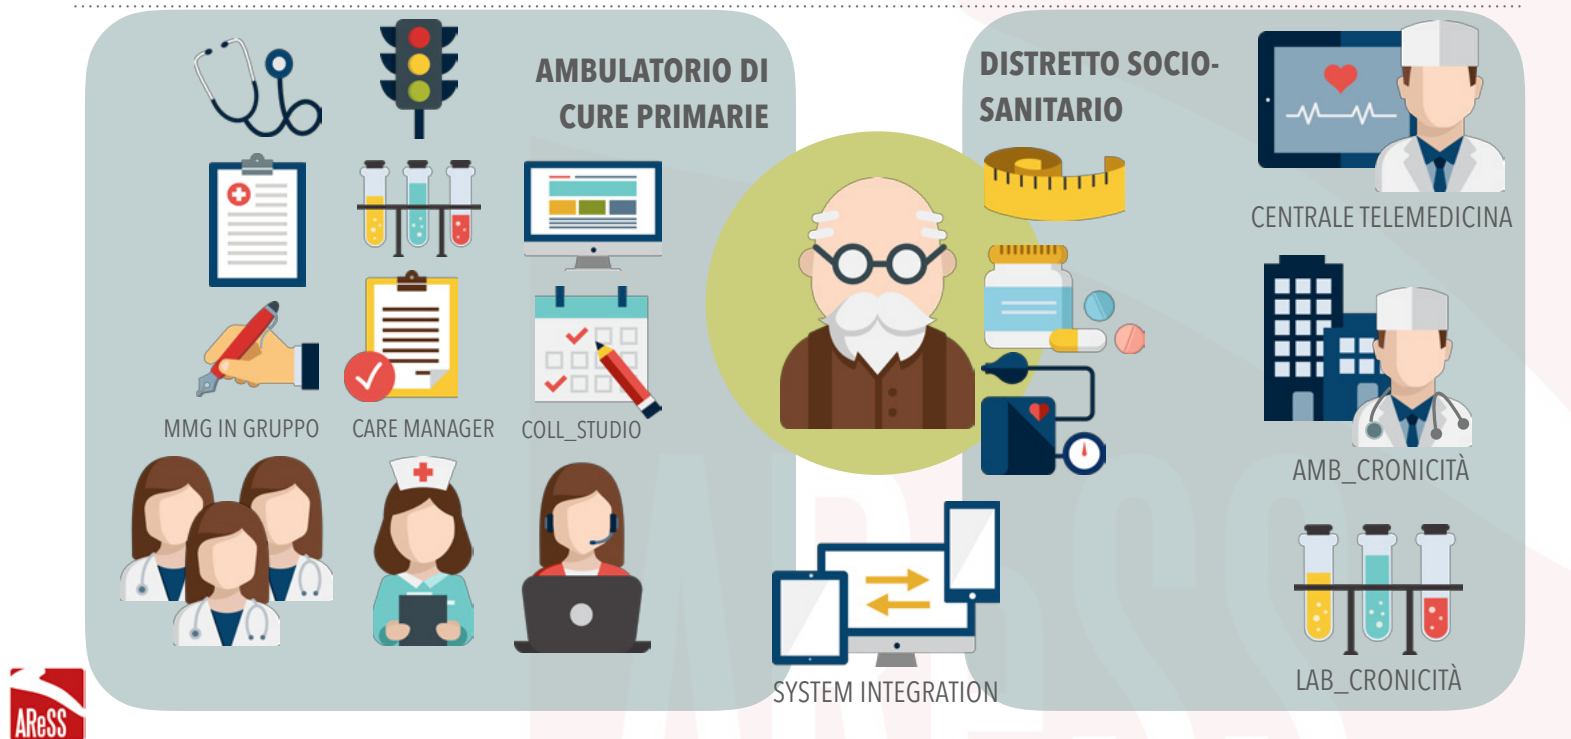 AMBULATORIO DI
CURE PRIMARIE
MMG IN GRUPPO
CARE MANAGER
COLL_STUDIO
DISTRETTO SOCIO-
SANITARIO
CENTRALE TELEMEDICINA
AMB_CRONICITÀ
LAB_CRONICITÀ
SYSTEM INTEGRATION
AReSS
AReSS